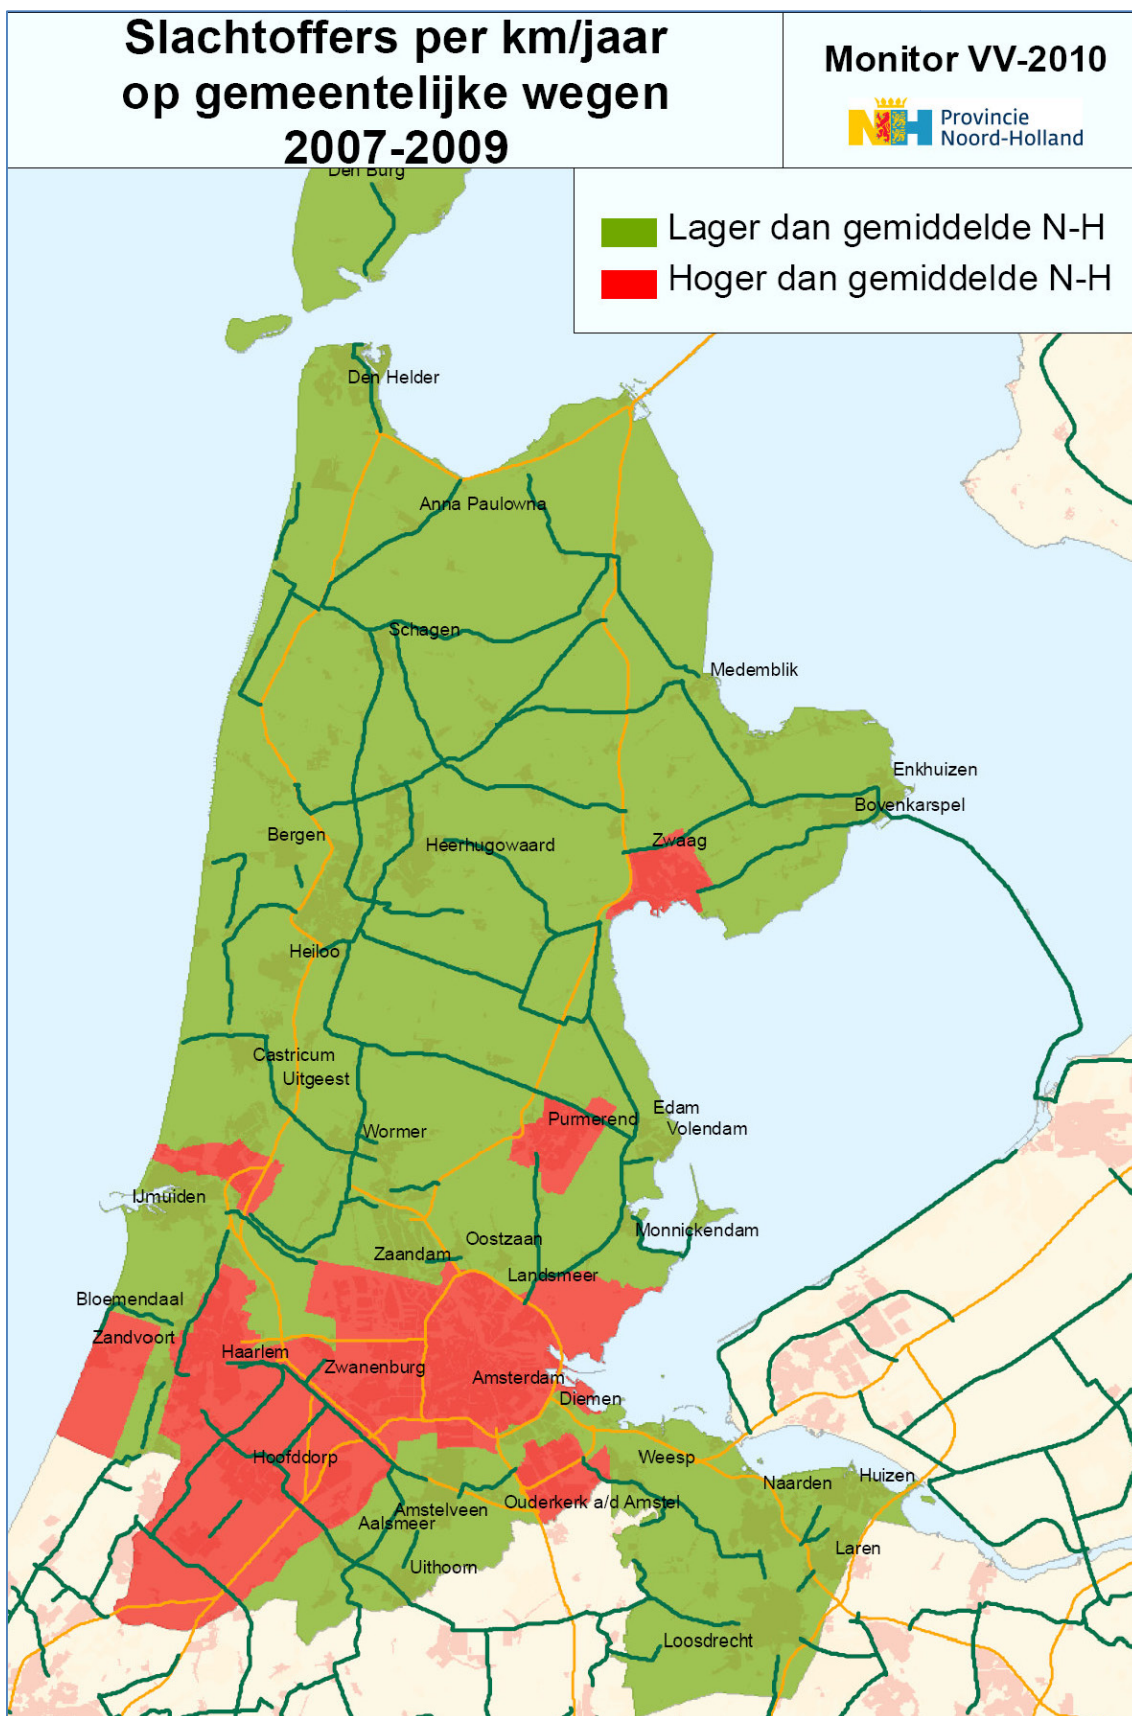 Slachtoffers per km/jaar
op gemeentelijke wegen
2007-2009
Monitor VV-2010
NH Provincie
Noord-Holland
Lager dan gemiddelde N-H
Hoger dan gemiddelde N-H
Den Burg
Den Helder
Anna Paulowna
Schagen
Medemblik
Enkhuizen
Bovenkarspel
Bergen
Heerhugowaard
Zwaag
Heiloo
Castricum
Uitgeest
Edam
Purmerend
Volendam
Wormer
IJmuiden
Monnickendam
Oostzaan
Zaandam
Landsmeer
Bloemendaal
Zandvoort
Haarlem
Zwanenburg
Amsterdam
Diemen
Hoofddorp
Weesp
Naarden
Huizen
Ouderkerk a/d Amstel
Amstelveen
Aalsmeer
Laren
Uithoorn
Loosdrecht